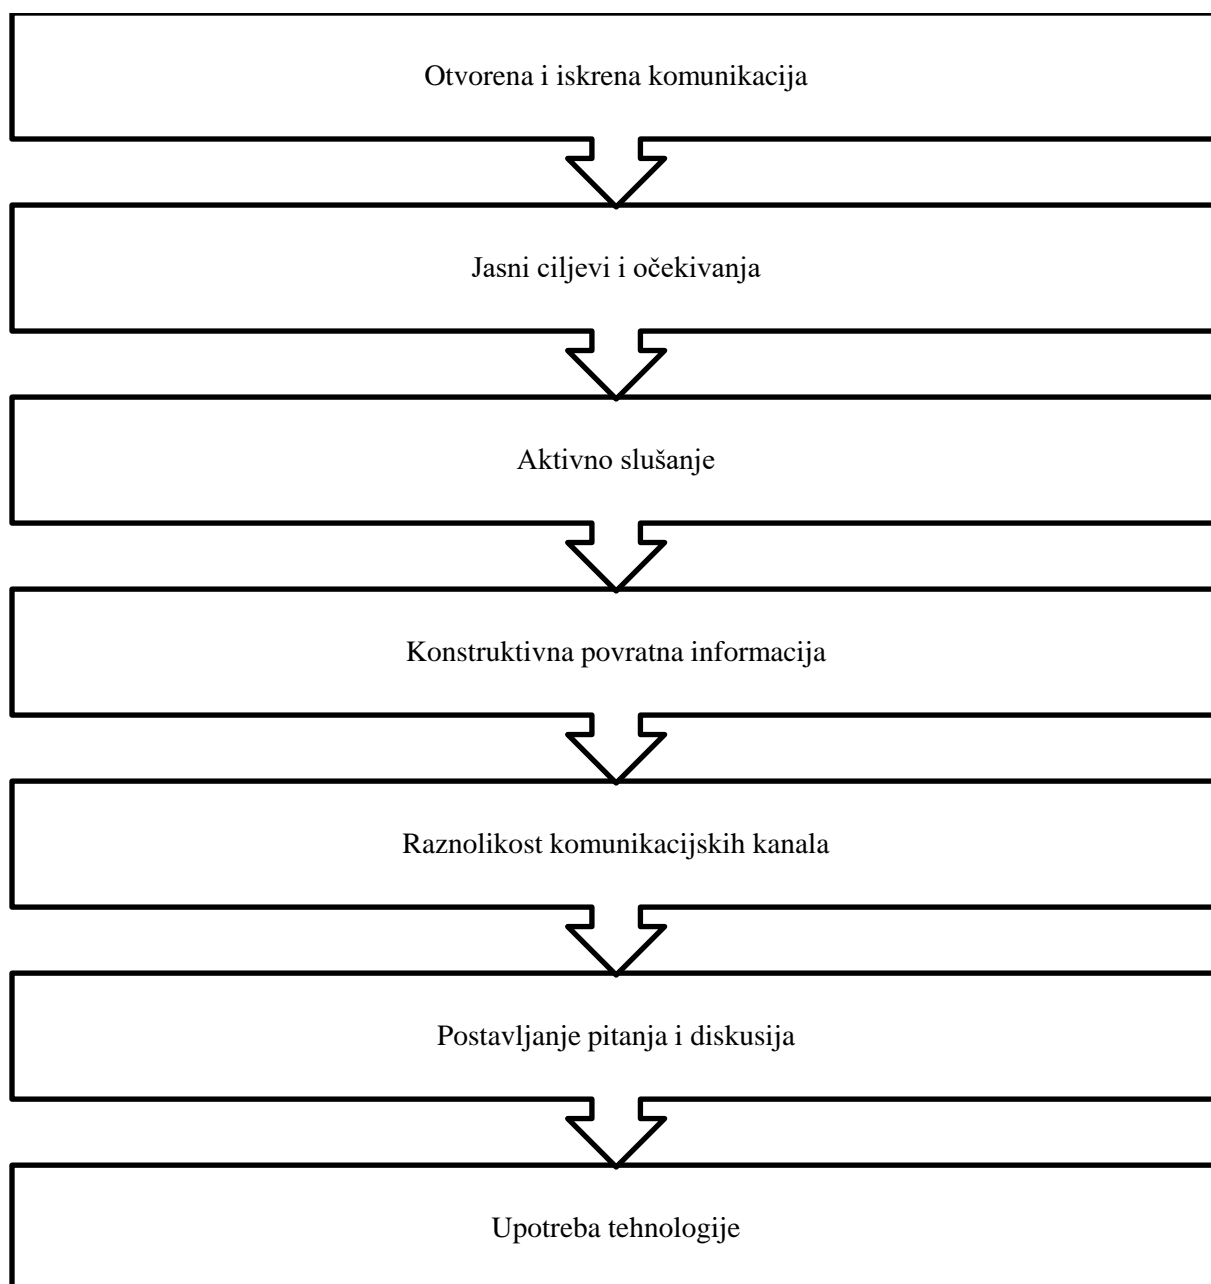 Otvorena i iskrena komunikacija
Jasni ciljevi i očekivanja
Aktivno slušanje
Konstruktivna povratna informacija
Raznolikost komunikacijskih kanala
Postavljanje pitanja i diskusija
Upotreba tehnologije